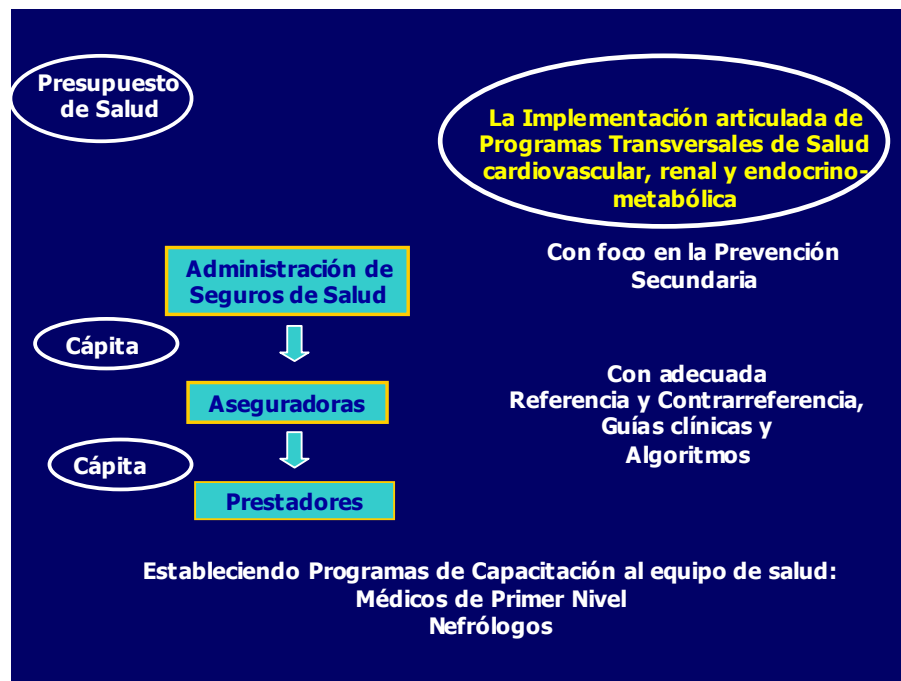 Presupuesto
de Salud
La Implementación articulada de
Programas Transversales de Salud
cardiovascular, renal y endocrino-
metabólica
Con foco en la Prevención
Secundaria
Administración de
Seguros de Salud
Cápita
Aseguradoras
Cápita
Prestadores
Con adecuada
Referencia y Contrarreferencia,
Guías clínicas y
Algoritmos
Estableciendo Programas de Capacitación al equipo de salud:
Médicos de Primer Nivel
Nefrólogos